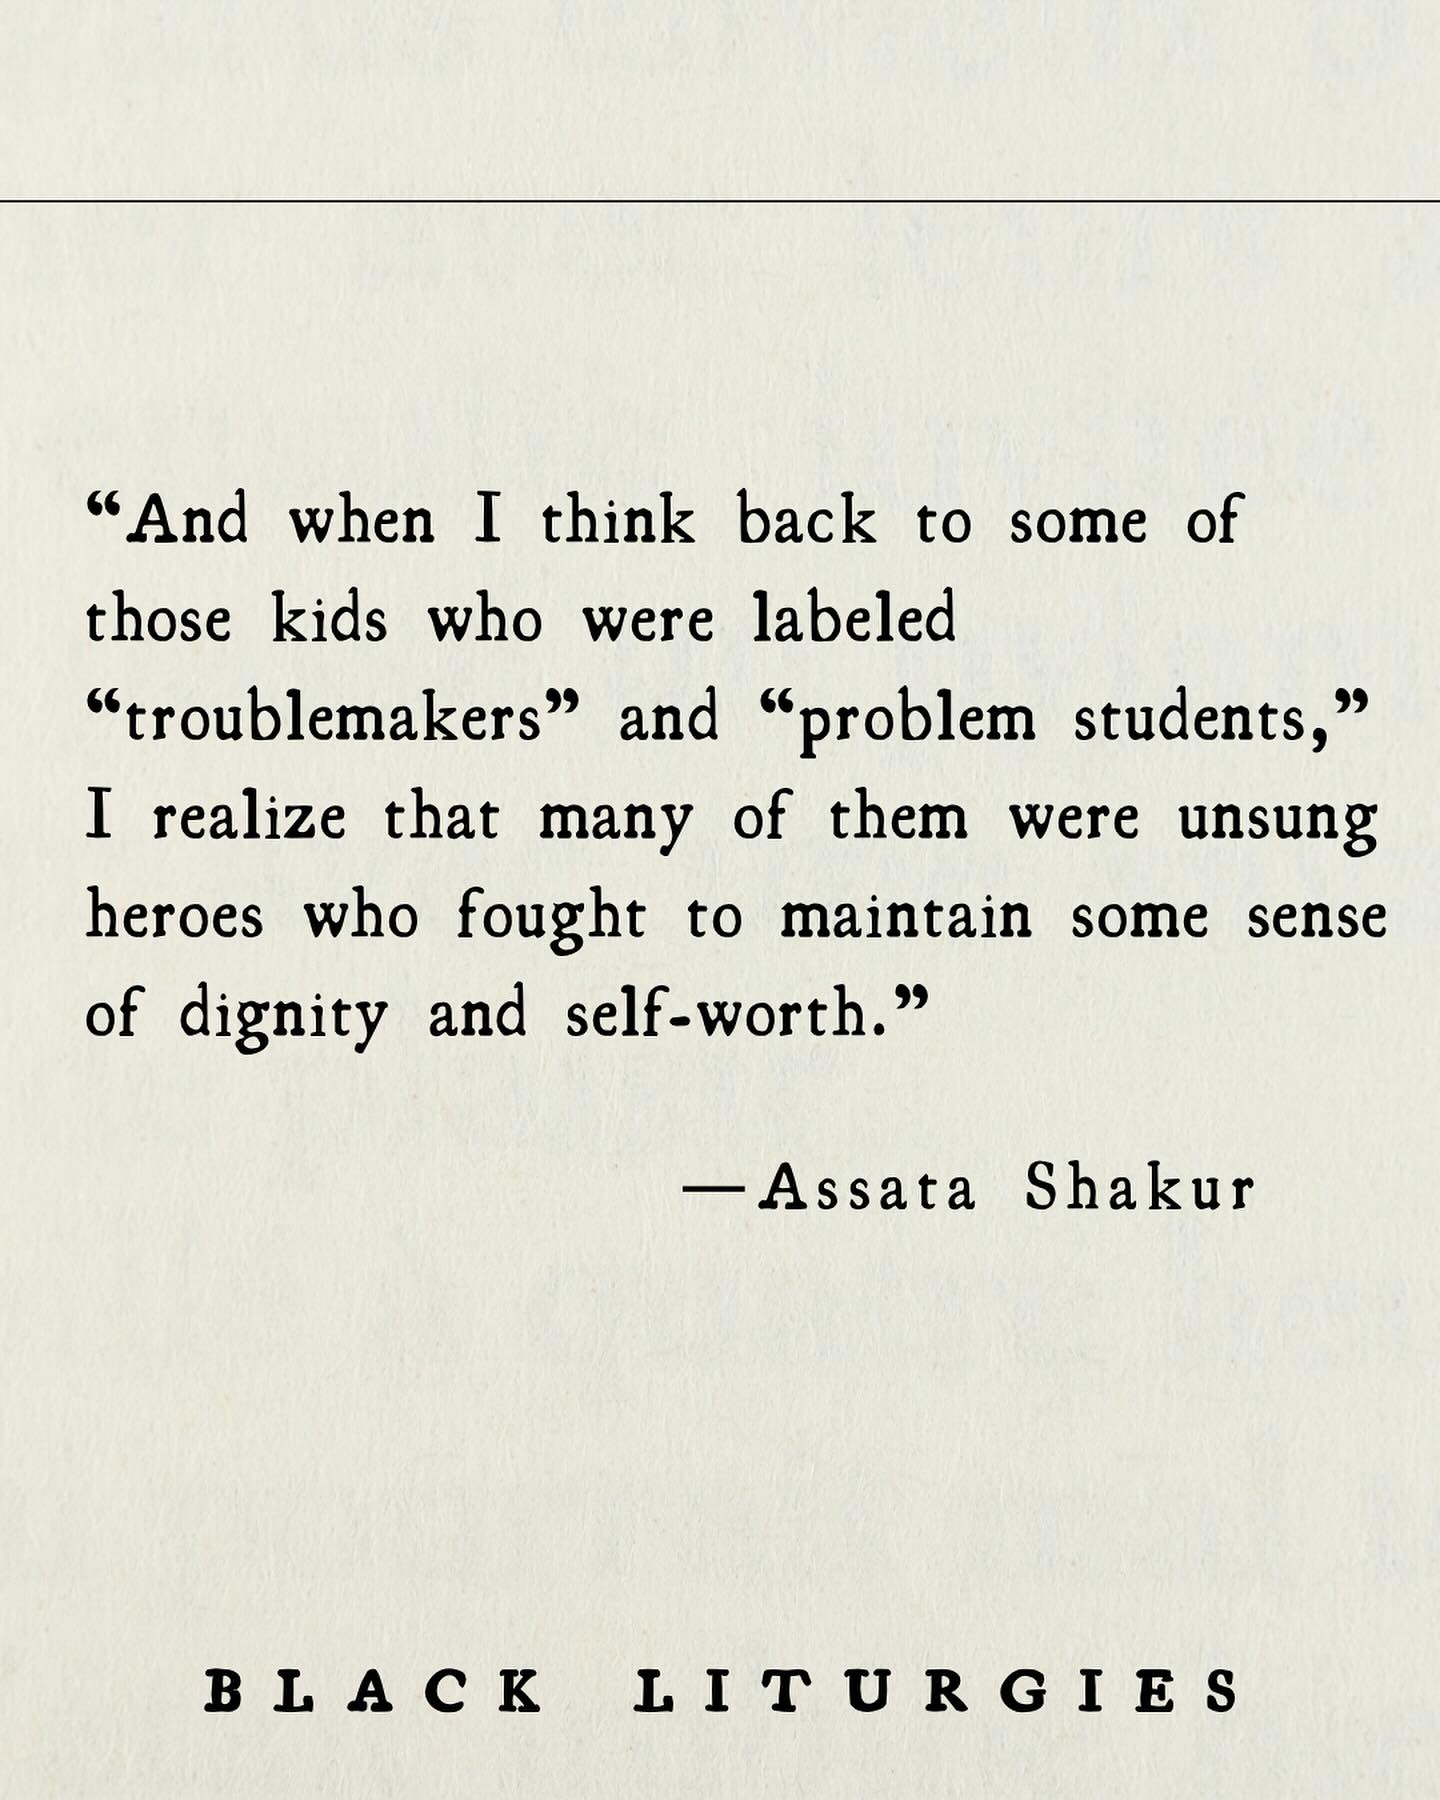 “And when I think back to some of
those kids who were labeled
“troublemakers” and “problem students,”
I realize that many of them were unsung
heroes who fought to maintain some sense
of dignity and self-worth.”
—Assata Shakur
BLACK LITURGIES